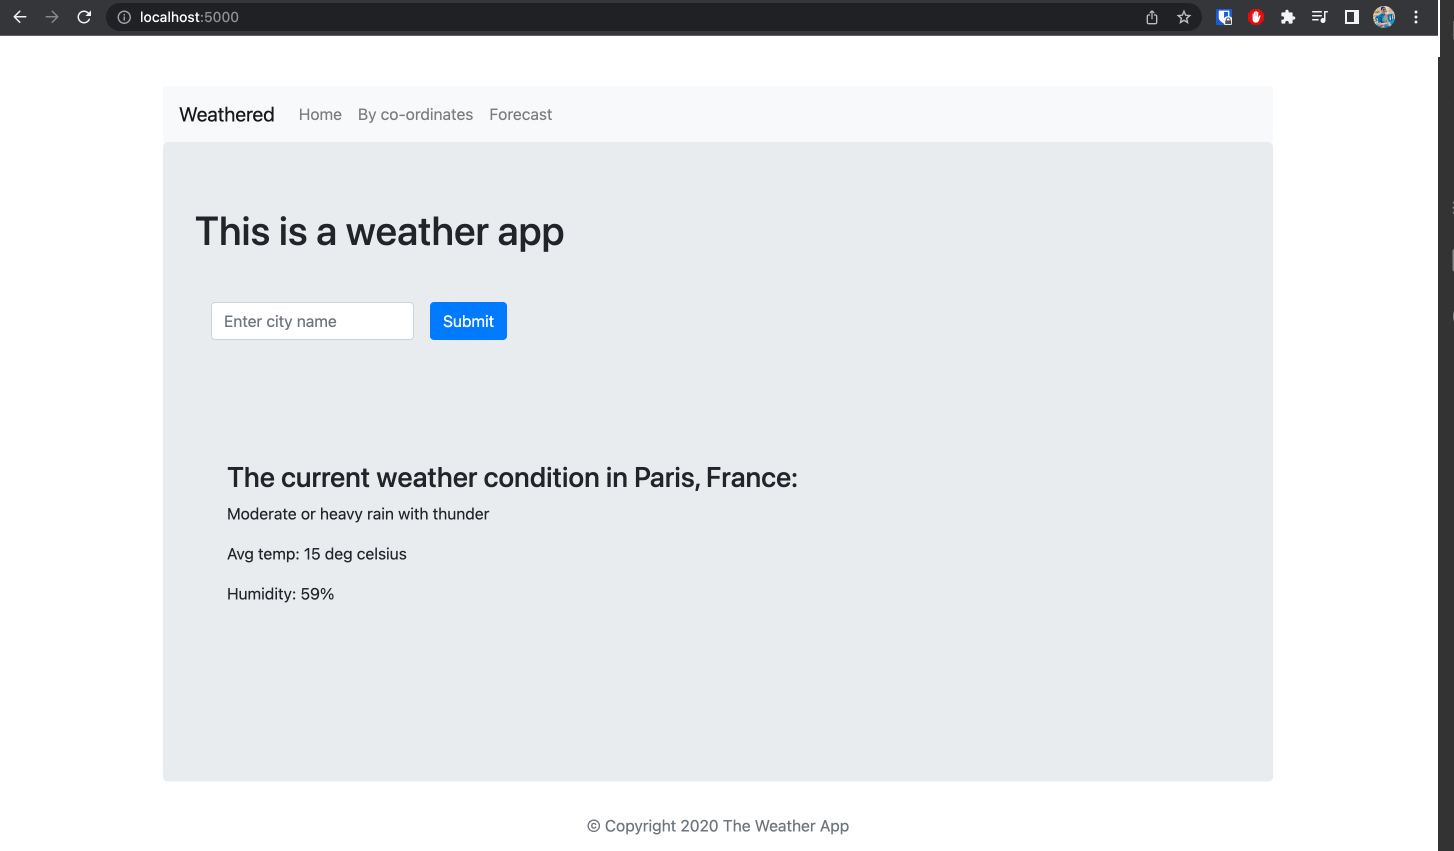 localhost:5000
Weathered Home By co-ordinates Forecast
This is a weather app
Enter city name Submit
The current weather condition in Paris, France:
Moderate or heavy rain with thunder
Avg temp: 15 deg celsius
Humidity: 59%
© Copyright 2020 The Weather App